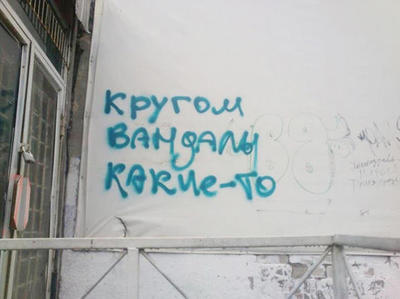 кругом
вандалы
какие-то